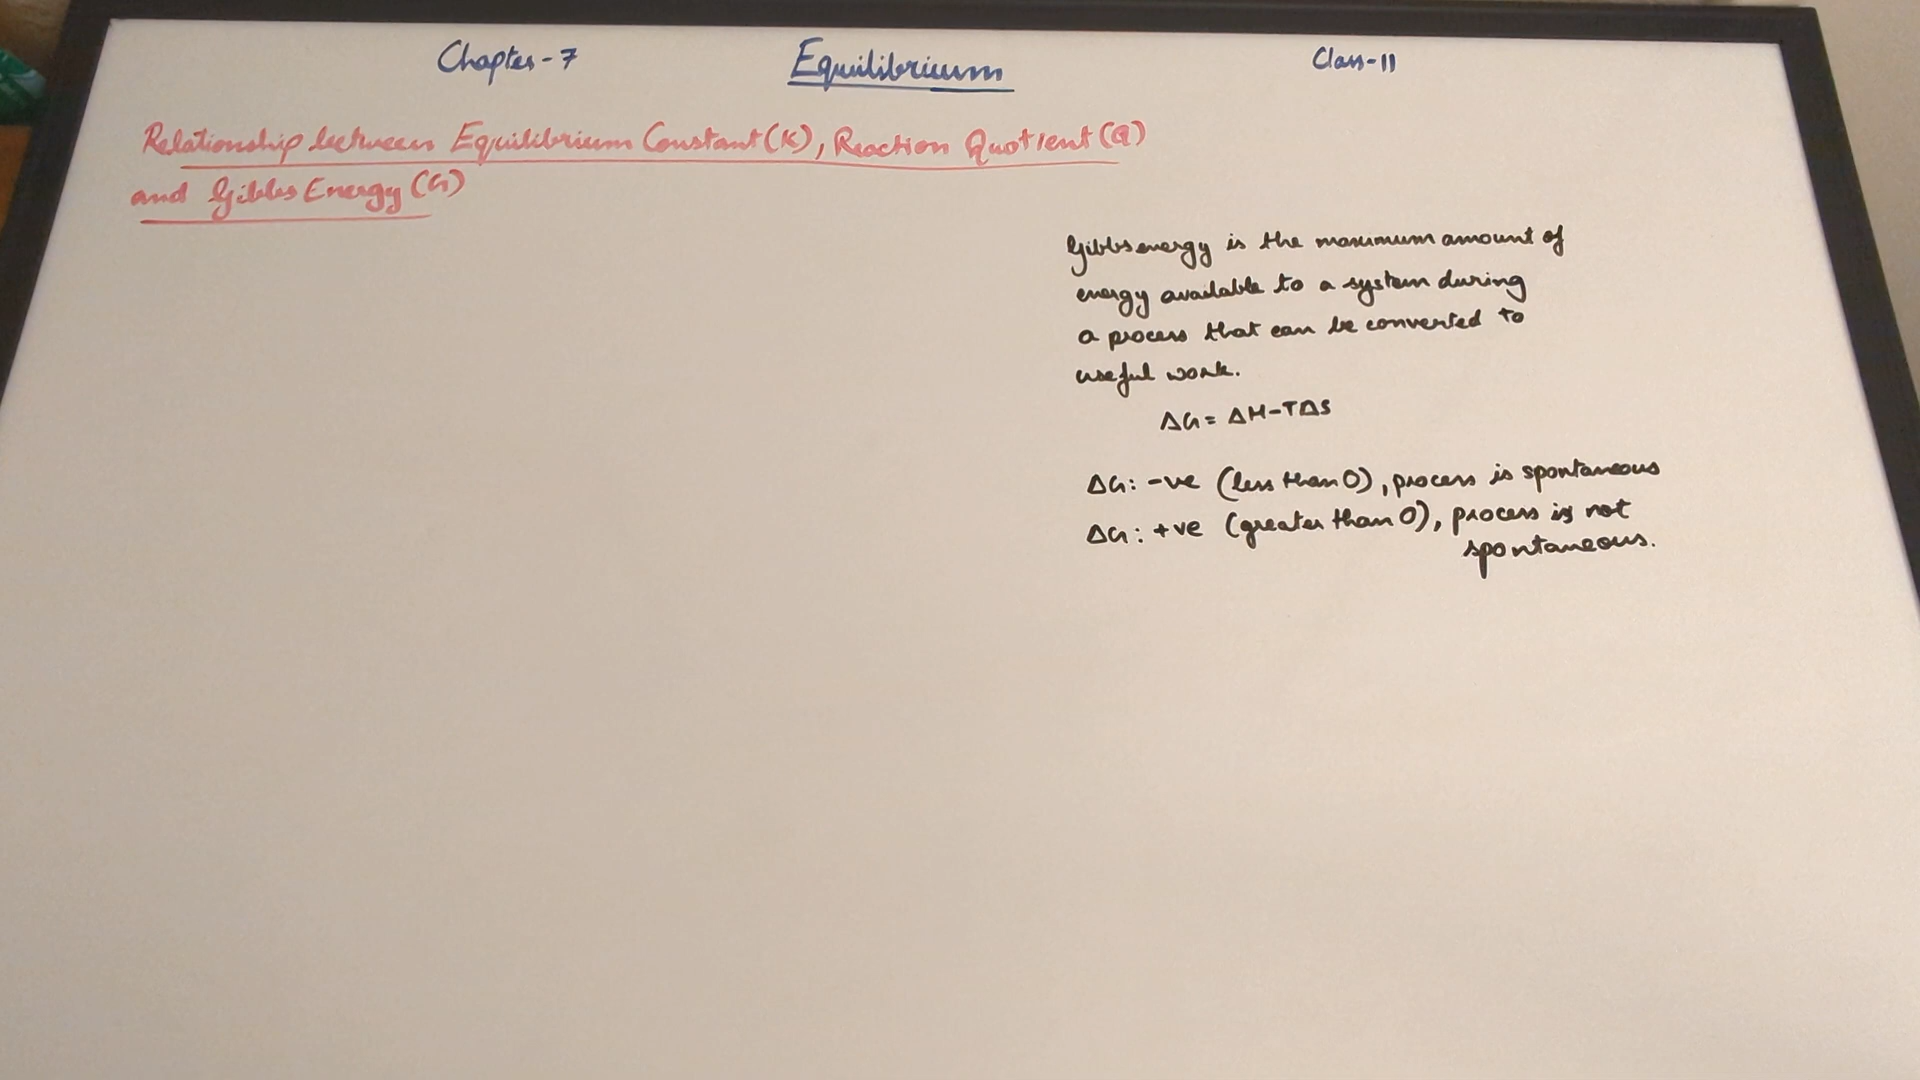 Chapter-7 Equilibrium Class-11
Relationship between Equilibrium Constant(K), Reaction Quotient(Q)
and Gibbs Energy(G)
Gibbs energy is the maximum amount of
energy available to a system during
a process that can be converted to
useful work.
ΔG = ΔH-TΔS
ΔG: -ve (less than 0), process is spontaneous
ΔG: +ve (greater than 0), process is not
spontaneous.